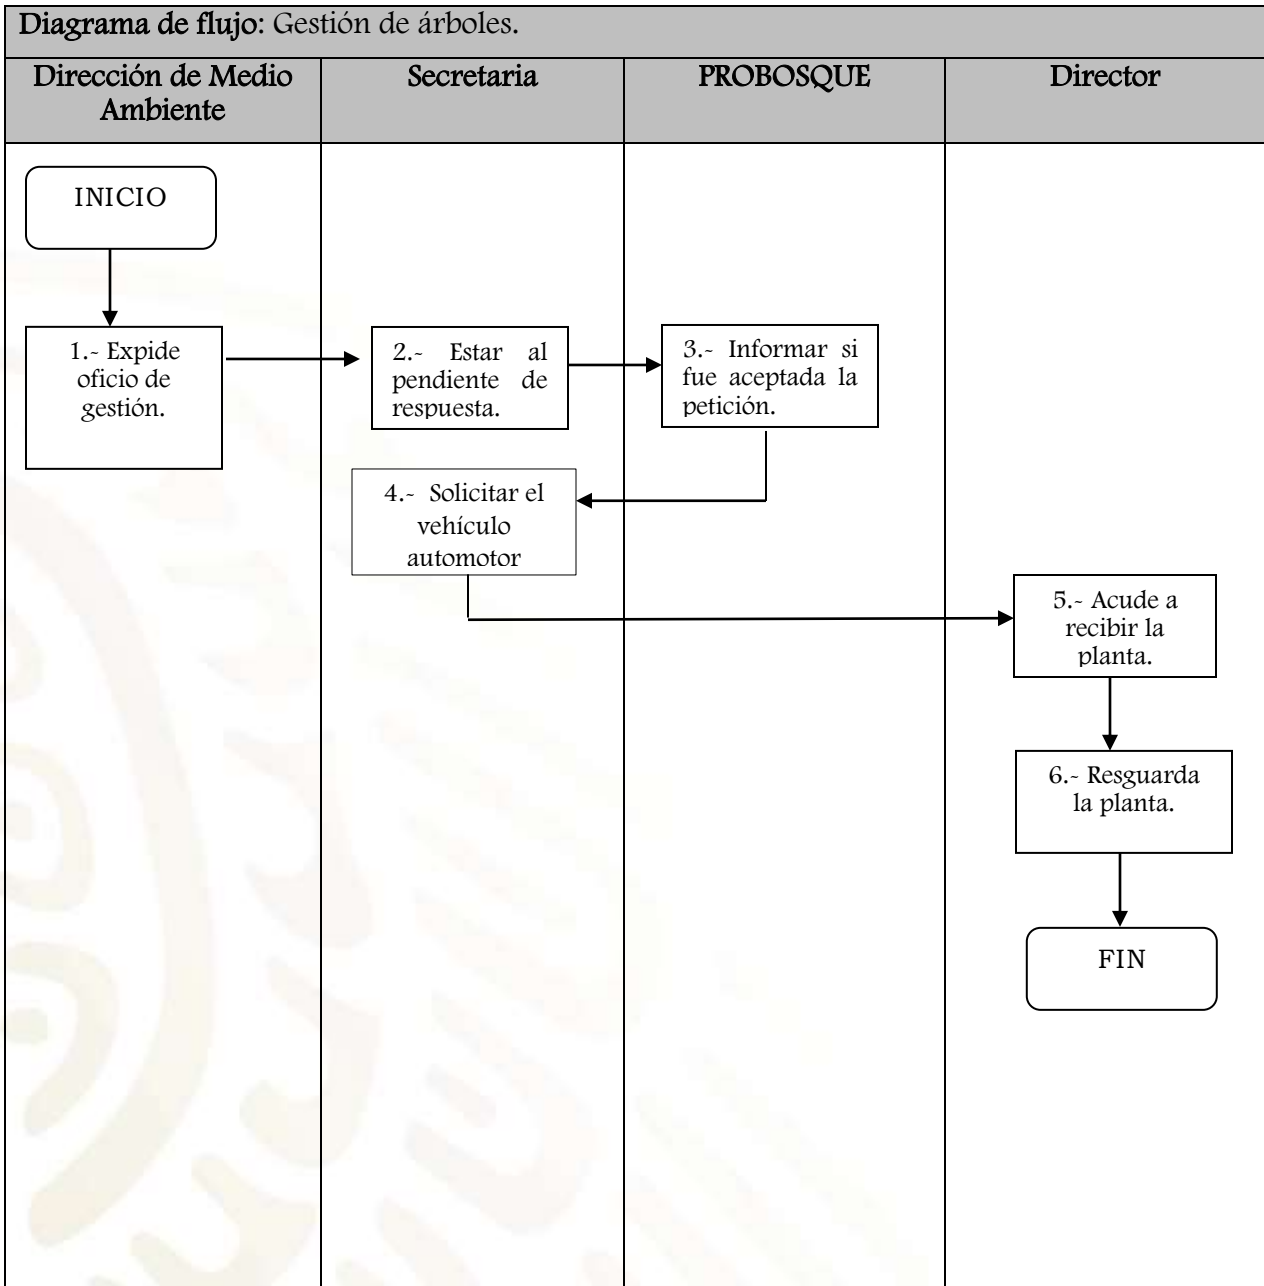 Diagrama de flujo: Gestión de árboles.
Dirección de Medio
Ambiente
Secretaria
PROBOSQUE
Director
INICIO
1.- Expide
oficio de
gestión.
2.- Estar al
pendiente de
respuesta.
3.- Informar si
fue aceptada la
petición.
4.- Solicitar el
vehículo
automotor
5.- Acude a
recibir la
planta.
6.- Resguarda
la planta.
FIN